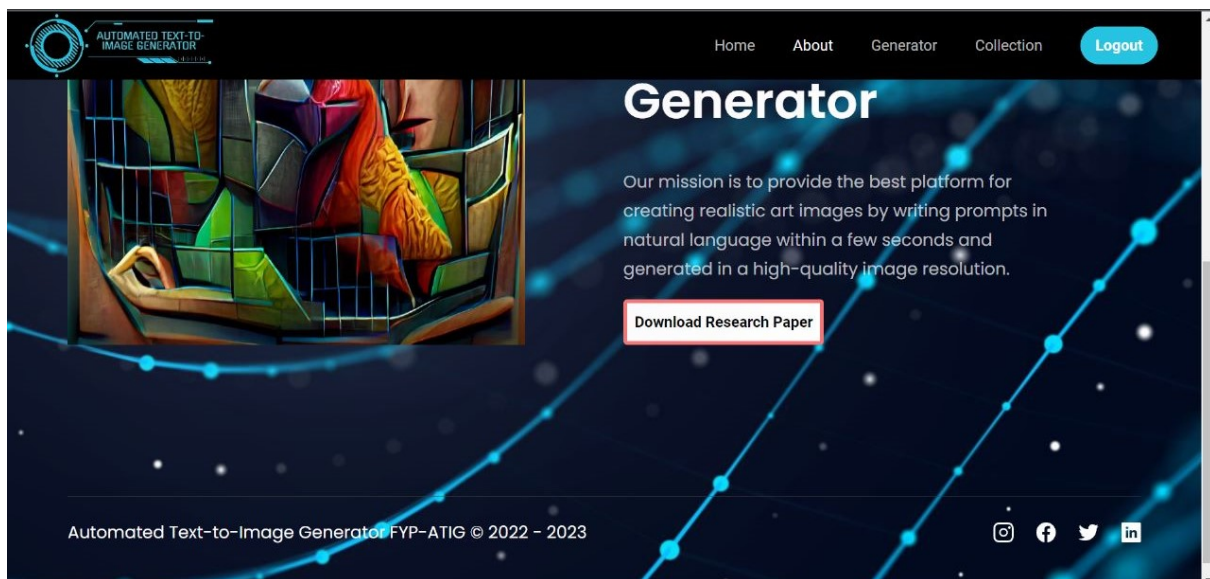 AUTOMATED TEXT-TO-
IMAGE GENERATOR
Home About Generator Collection Logout
Generator
Our mission is to provide the best platform for
creating realistic art images by writing prompts in
natural language within a few seconds and
generated in a high-quality image resolution.
Download Research Paper
Automated Text-to-Image Generator FYP-ATIG © 2022 - 2023
in